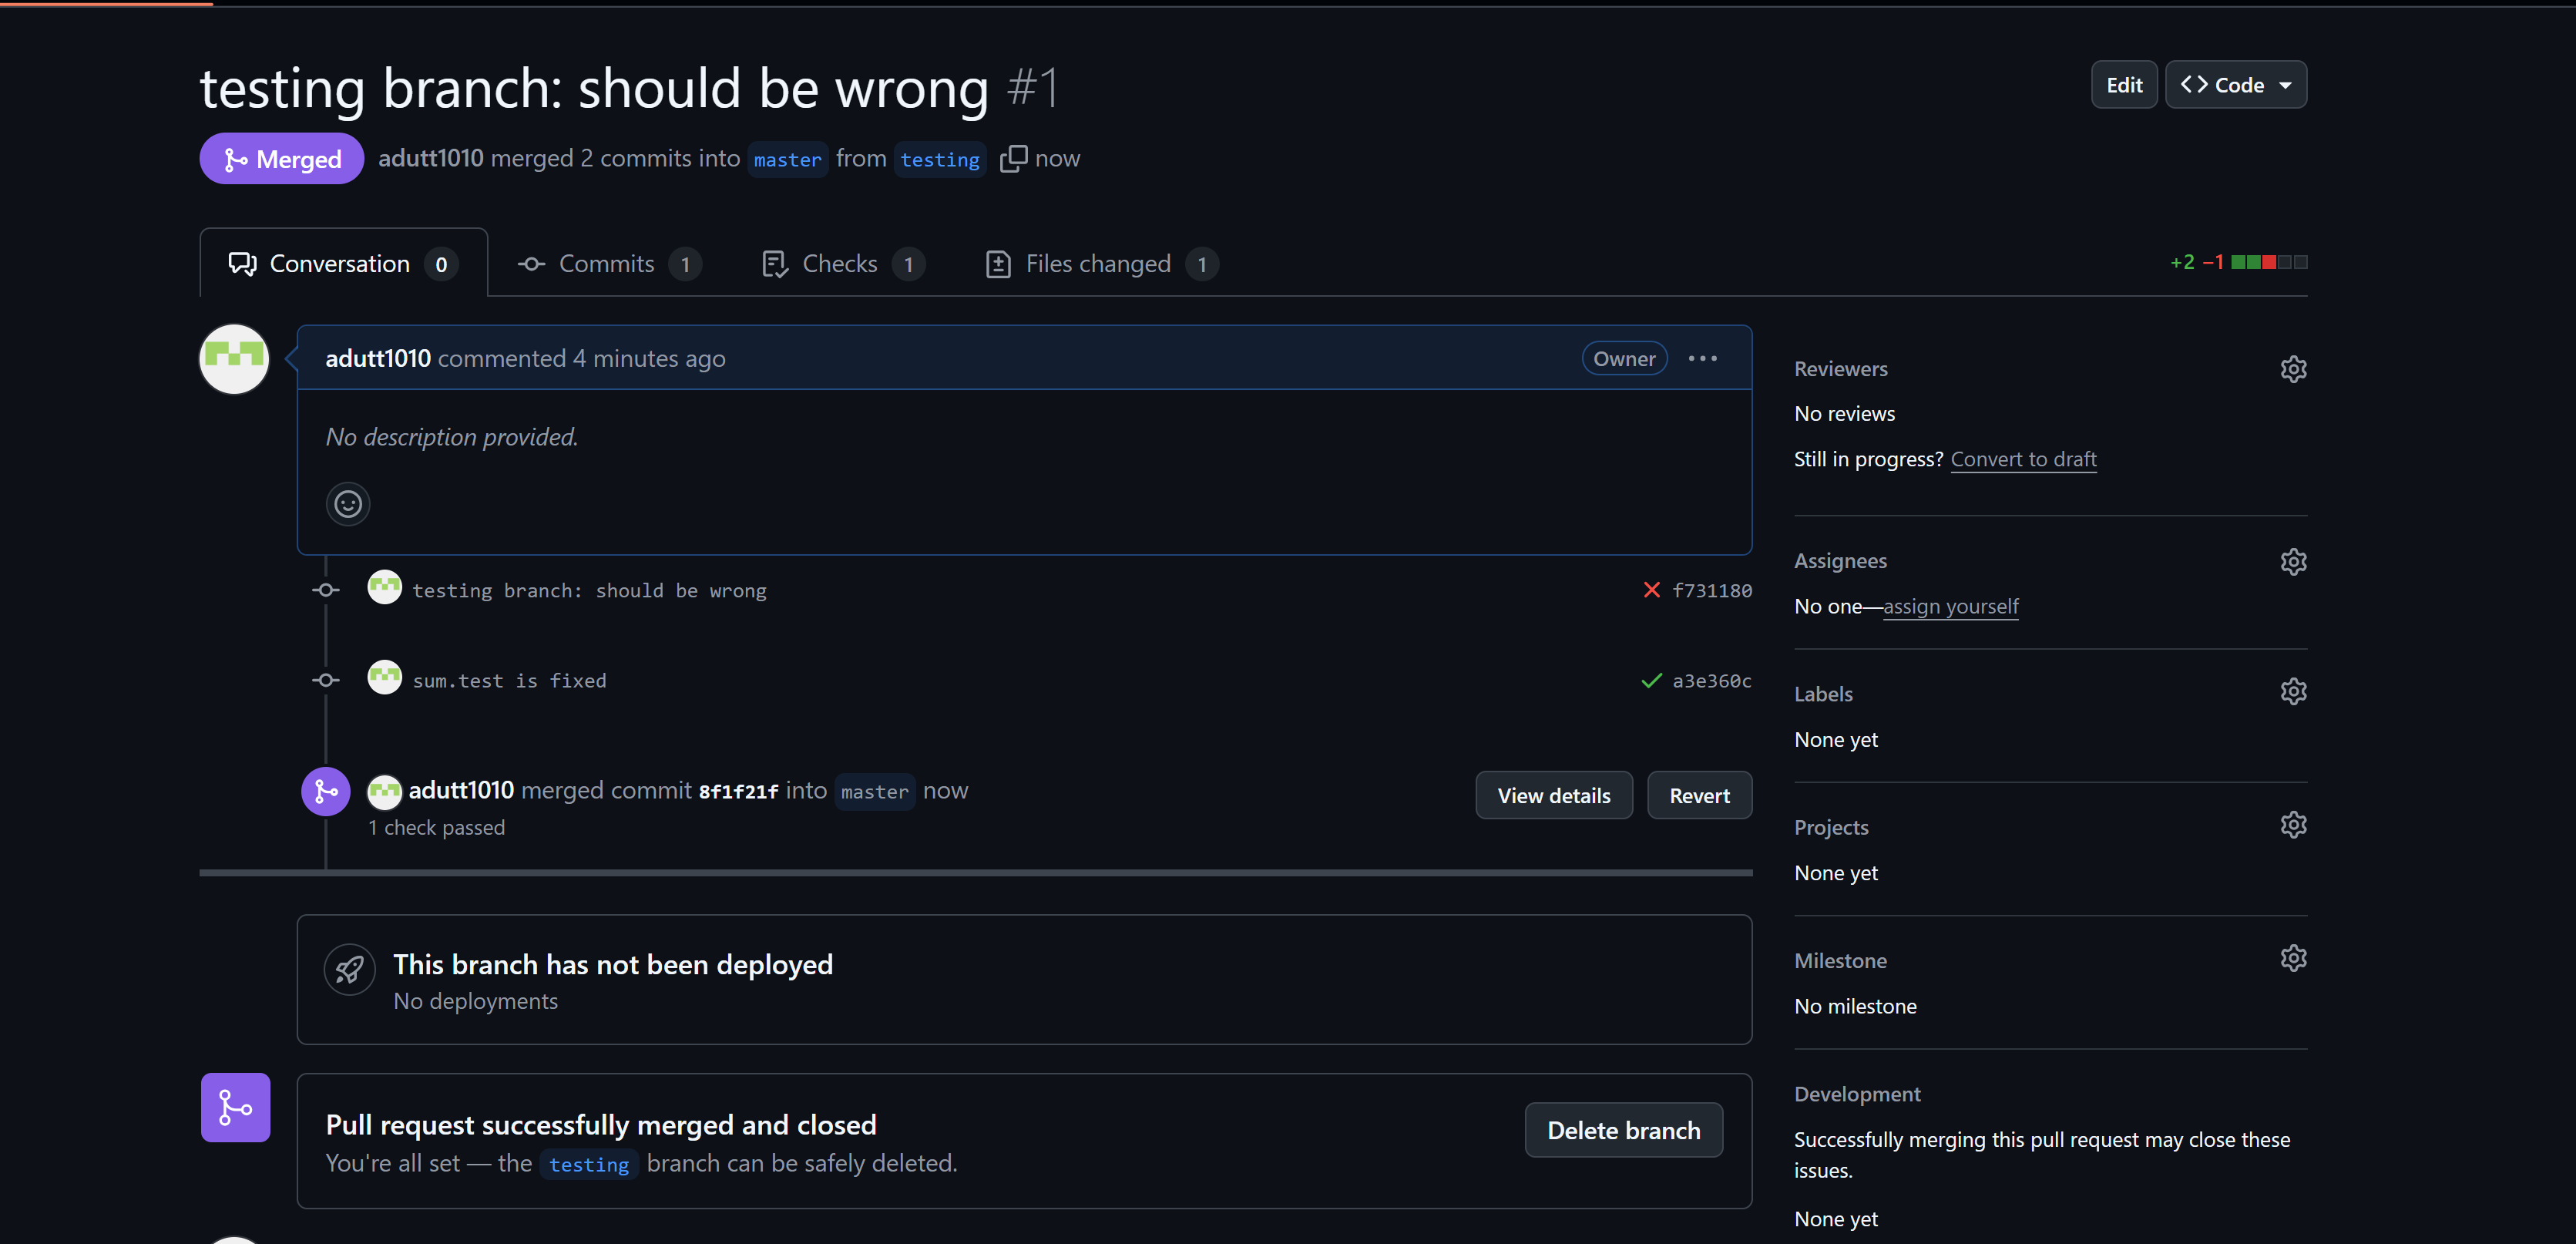 testing branch: should be wrong #1
Edit
Code
Merged
adutt1010 merged 2 commits into master from testing now
Conversation 0
Commits 1
Checks 1
Files changed 1
+2 −1
adutt1010 commented 4 minutes ago
Owner
No description provided.
testing branch: should be wrong
f731180
sum.test is fixed
a3e360c
adutt1010 merged commit 8f1f21f into master now
1 check passed
View details
Revert
This branch has not been deployed
No deployments
Pull request successfully merged and closed
You're all set — the testing branch can be safely deleted.
Delete branch
Reviewers
No reviews
Still in progress? Convert to draft
Assignees
No one—assign yourself
Labels
None yet
Projects
None yet
Milestone
No milestone
Development
Successfully merging this pull request may close these
issues.
None yet